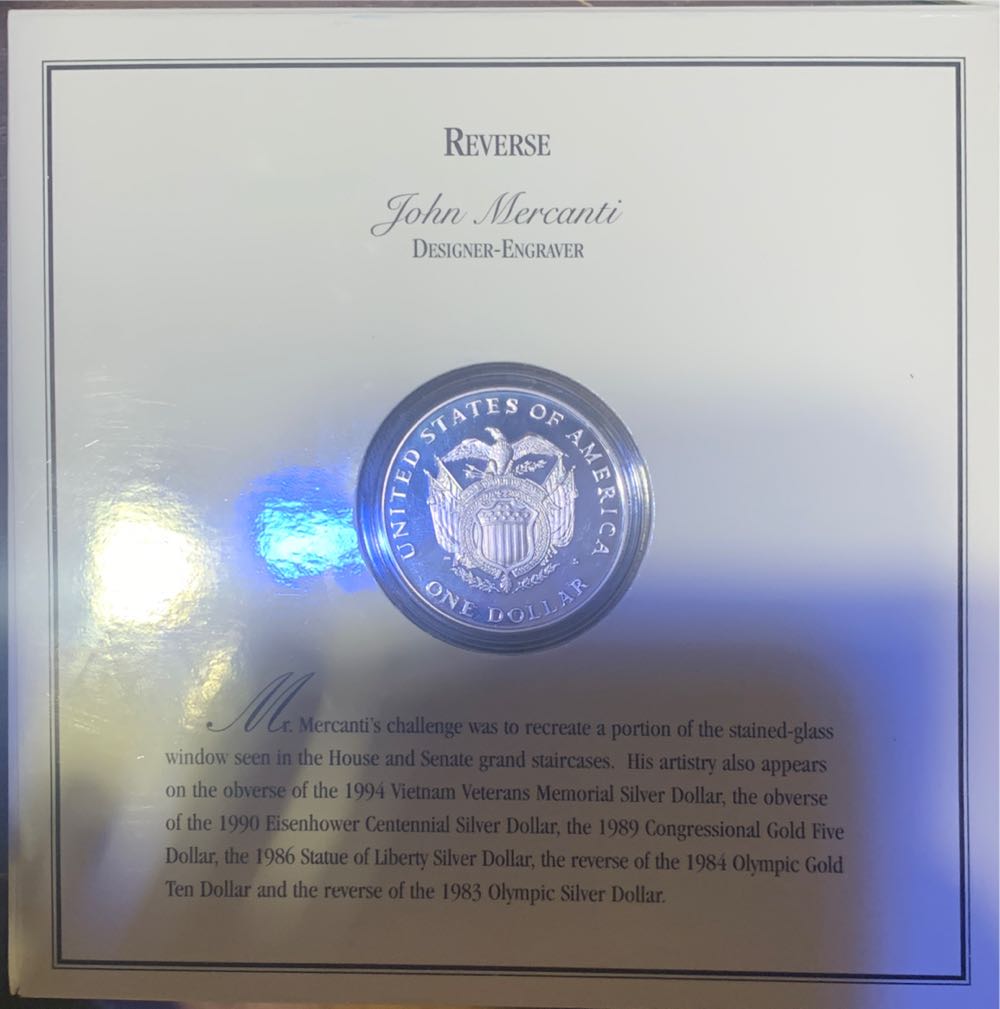 REVERSE
John Mercanti
DESIGNER-ENGRAVER
UNITED STATES OF AMERICA
ONE DOLLAR
Mr. Mercanti's challenge was to recreate a portion of the stained-glass
window seen in the House and Senate grand staircases. His artistry also appears
on the obverse of the 1994 Vietnam Veterans Memorial Silver Dollar, the obverse
of the 1990 Eisenhower Centennial Silver Dollar, the 1989 Congressional Gold Five
Dollar, the 1986 Statue of Liberty Silver Dollar, the reverse of the 1984 Olympic Gold
Ten Dollar and the reverse of the 1983 Olympic Silver Dollar.